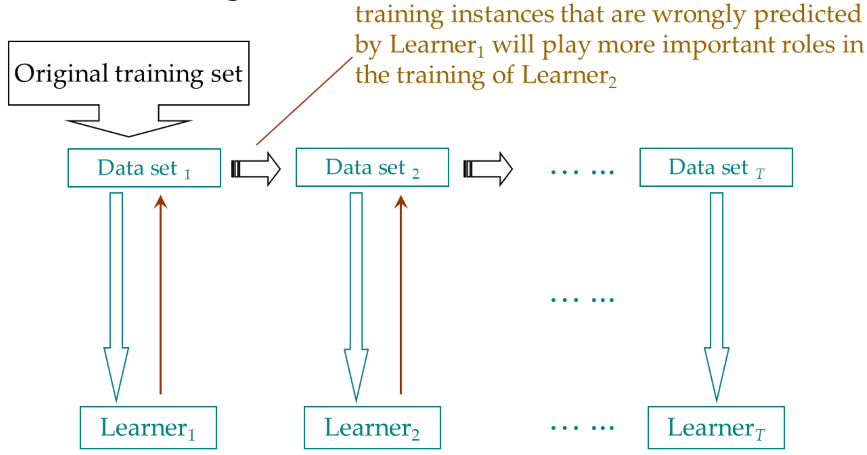 training instances that are wrongly predicted
by Learner₁ will play more important roles in
the training of Learner₂
Original training set
Data set ₁
Data set ₂
... ...
Data set T
... ...
Learner₁
Learner₂
... ...
Learner T